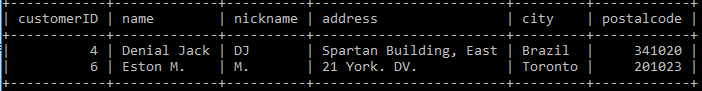 customerID | name | nickname | address | city | postalcode
4 | Denial Jack | DJ | Spartan Building, East | Brazil | 341020
6 | Eston M. | M. | 21 York. DV. | Toronto | 201023